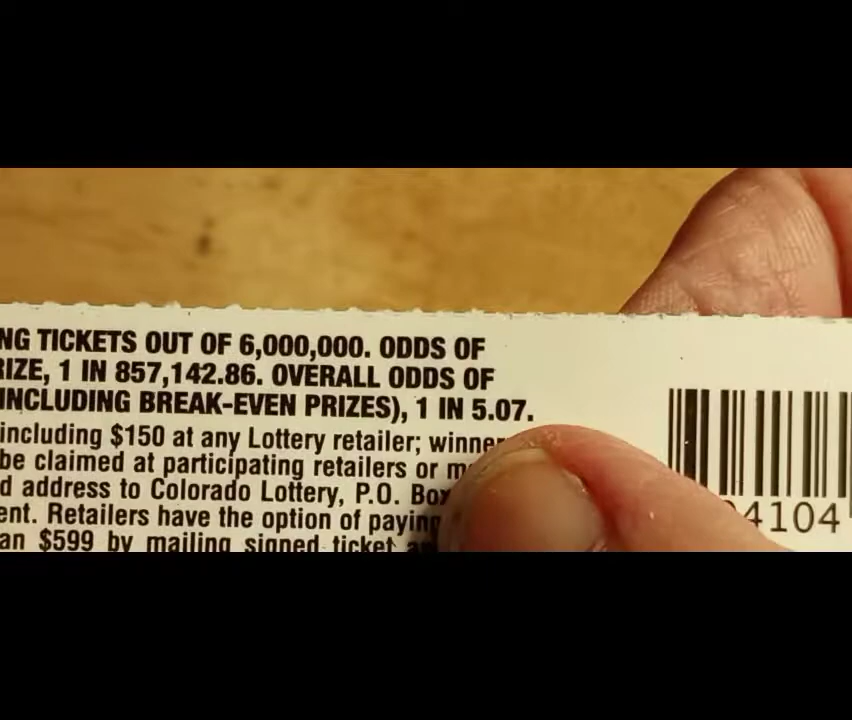 NG TICKETS OUT OF 6,000,000. ODDS OF
IZE, 1 IN 857,142.86. OVERALL ODDS OF
INCLUDING BREAK-EVEN PRIZES), 1 IN 5.07.
including $150 at any Lottery retailer; winner
be claimed at participating retailers or
d address to Colorado Lottery, P.O. Box
ent. Retailers have the option of paying
an $599 by mailing signed ticket
4104